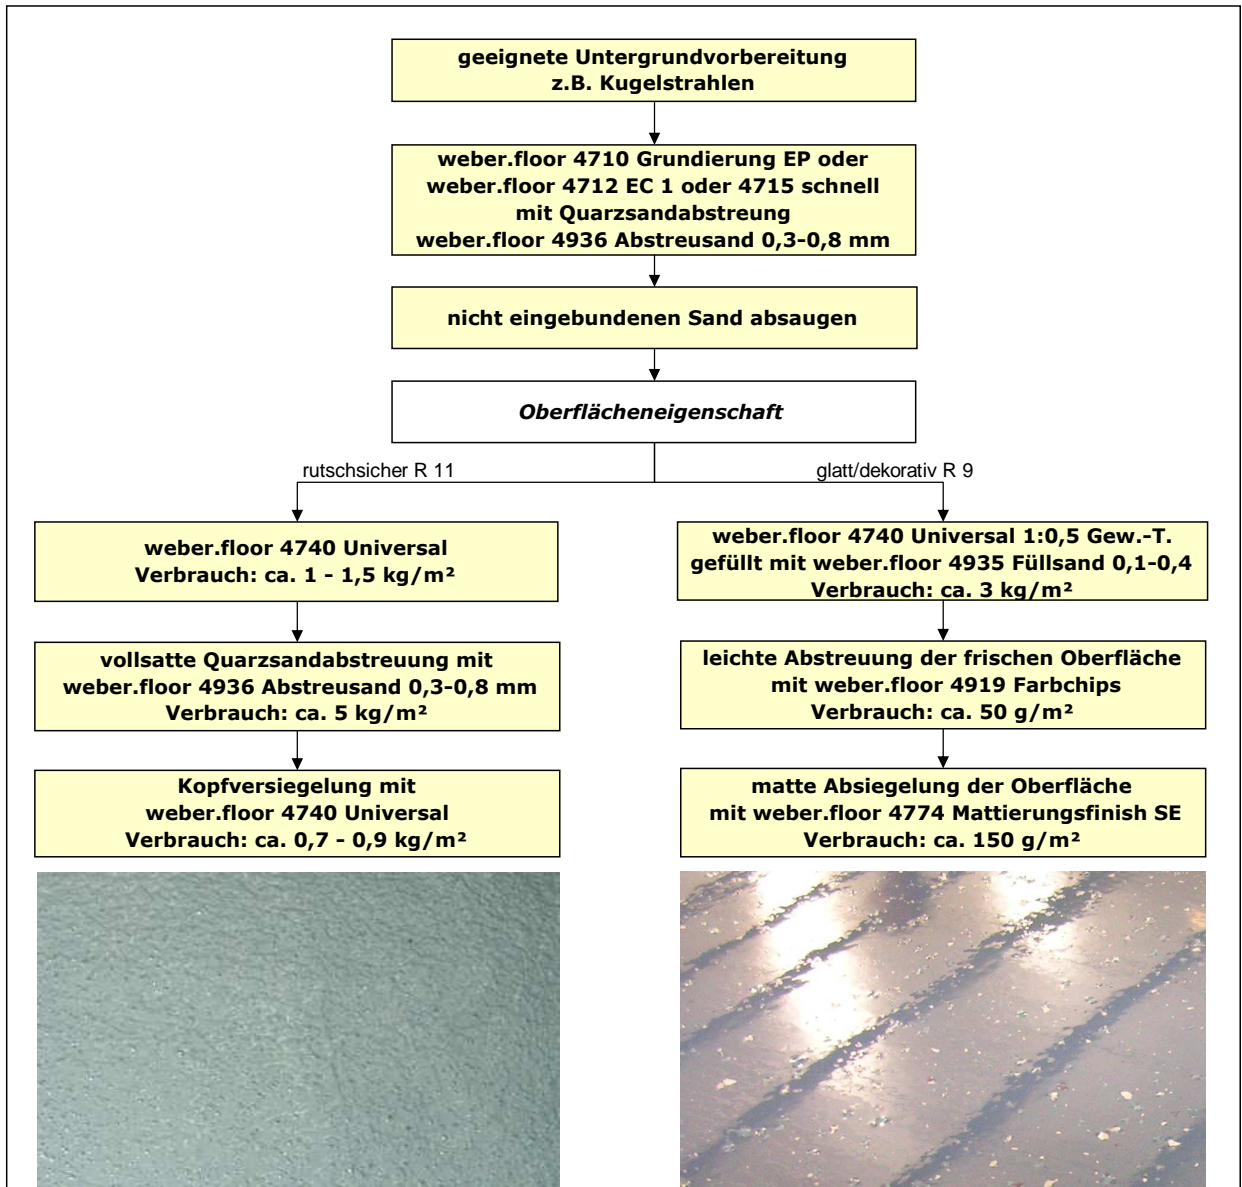 geeignete Untergrundvorbereitung
z.B. Kugelstrahlen
weber.floor 4710 Grundierung EP oder
weber.floor 4712 EC 1 oder 4715 schnell
mit Quarzsandabstreung
weber.floor 4936 Abstreusand 0,3-0,8 mm
nicht eingebundenen Sand absaugen
Oberflächeneigenschaft
rutschsicher R 11
glatt/dekorativ R 9
weber.floor 4740 Universal
Verbrauch: ca. 1 - 1,5 kg/m²
vollsatte Quarzsandabstreuung mit
weber.floor 4936 Abstreusand 0,3-0,8 mm
Verbrauch: ca. 5 kg/m²
Kopfversiegelung mit
weber.floor 4740 Universal
Verbrauch: ca. 0,7 - 0,9 kg/m²
weber.floor 4740 Universal 1:0,5 Gew.-T.
gefüllt mit weber.floor 4935 Füllsand 0,1-0,4
Verbrauch: ca. 3 kg/m²
leichte Abstreuung der frischen Oberfläche
mit weber.floor 4919 Farbchips
Verbrauch: ca. 50 g/m²
matte Absiegelung der Oberfläche
mit weber.floor 4774 Mattierungsfinish SE
Verbrauch: ca. 150 g/m²